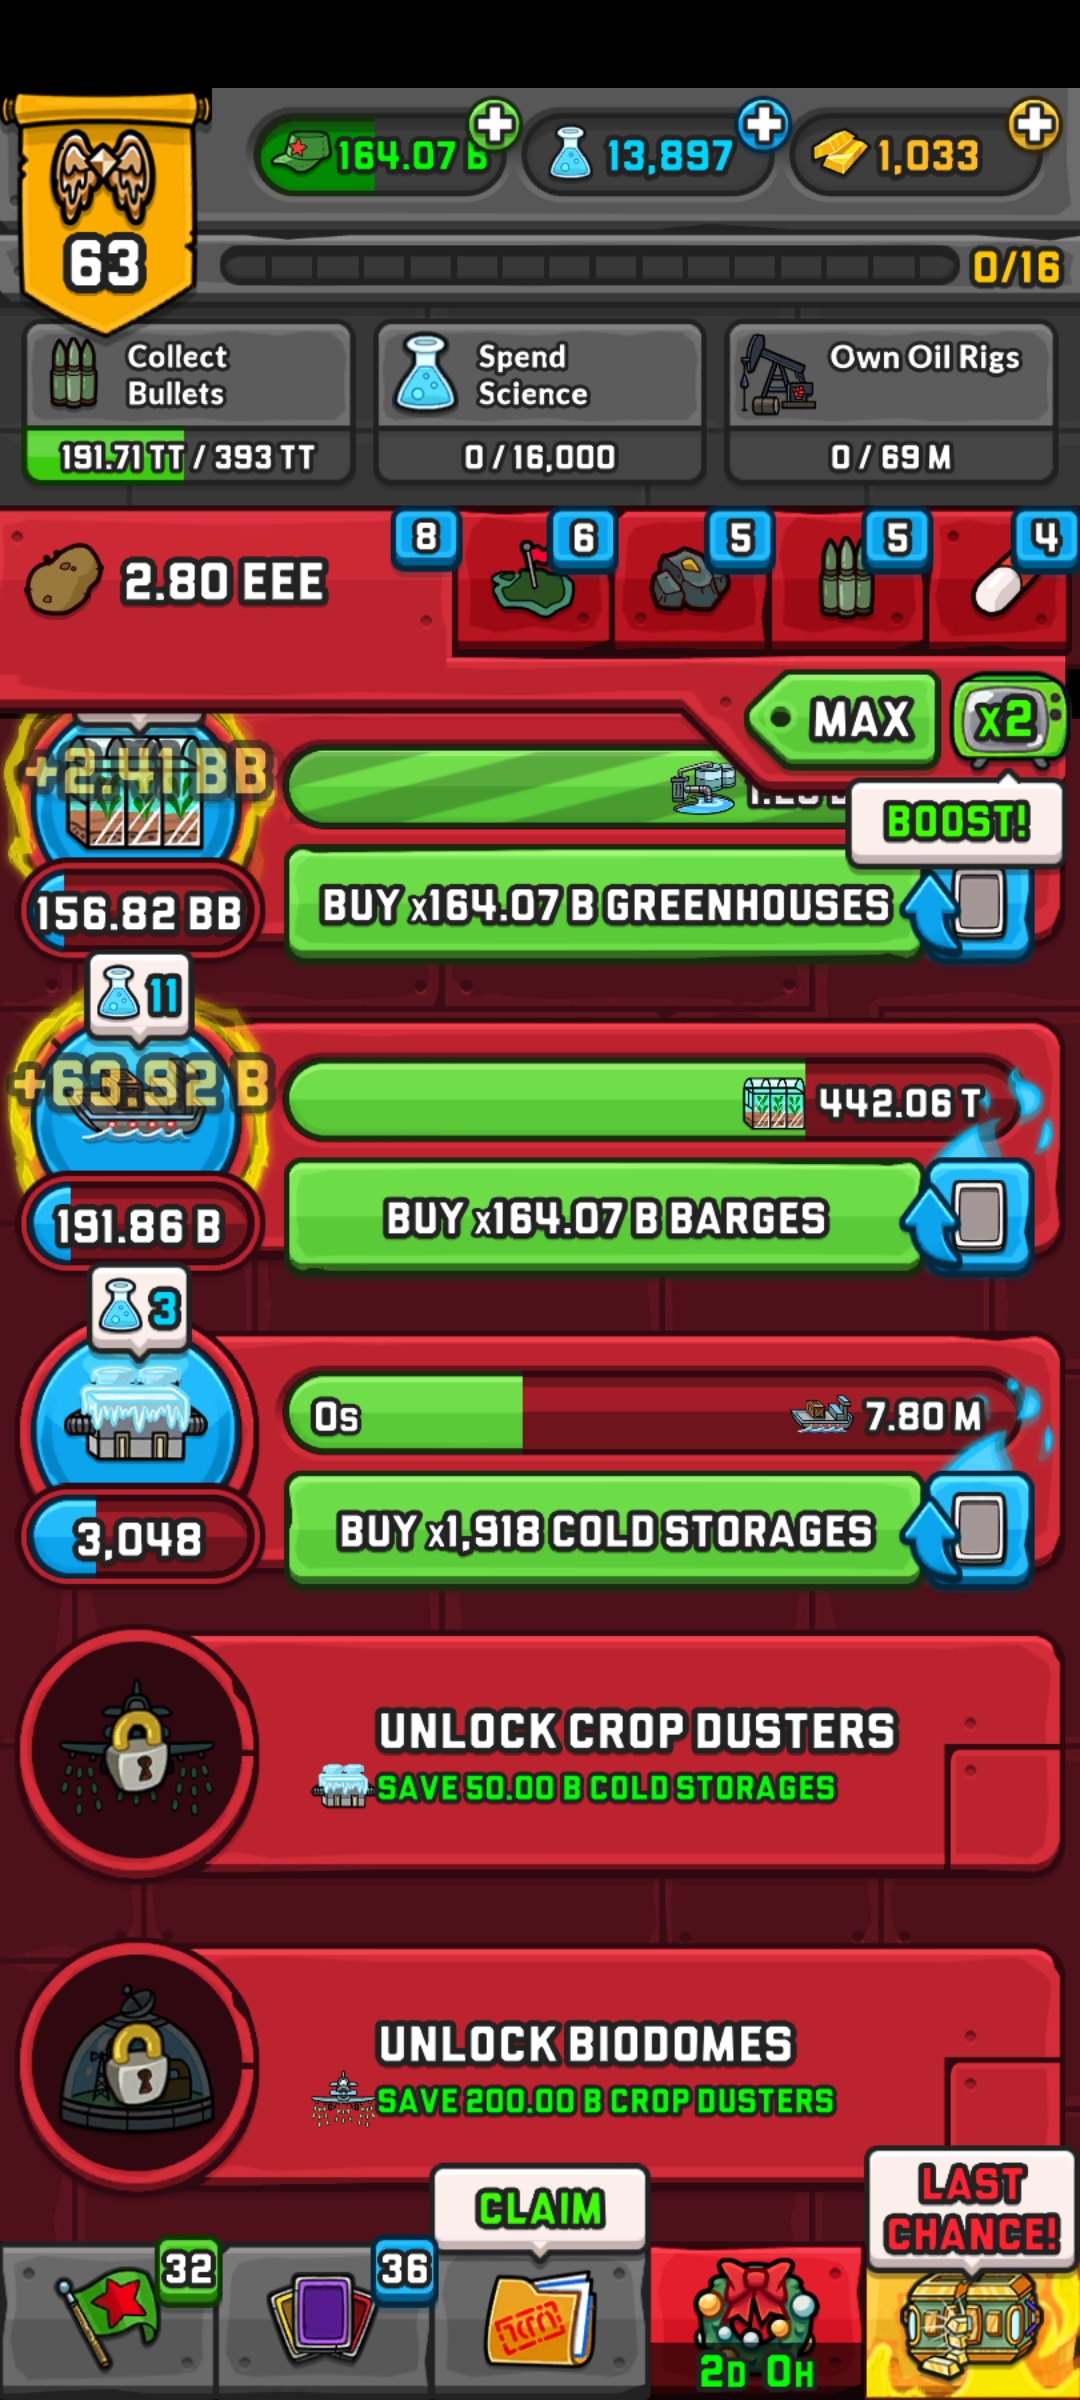 164.07 B
13,897
1,033
63
0/16
Collect
Bullets
Spend
Science
Own Oil Rigs
191.71 TT / 393 TT
0 / 16,000
0 / 69 M
2.80 EEE
8
6
5
5
4
MAX
x2
BOOST!
+2.41 BB
156.82 BB
BUY x164.07 B GREENHOUSES
11
+63.92 B
442.06 T
191.86 B
BUY x164.07 B BARGES
3
0s
7.80 M
3,048
BUY x1,918 COLD STORAGES
UNLOCK CROP DUSTERS
SAVE 50.00 B COLD STORAGES
UNLOCK BIODOMES
SAVE 200.00 B CROP DUSTERS
CLAIM
LAST
CHANCE!
32
36
2D 0H